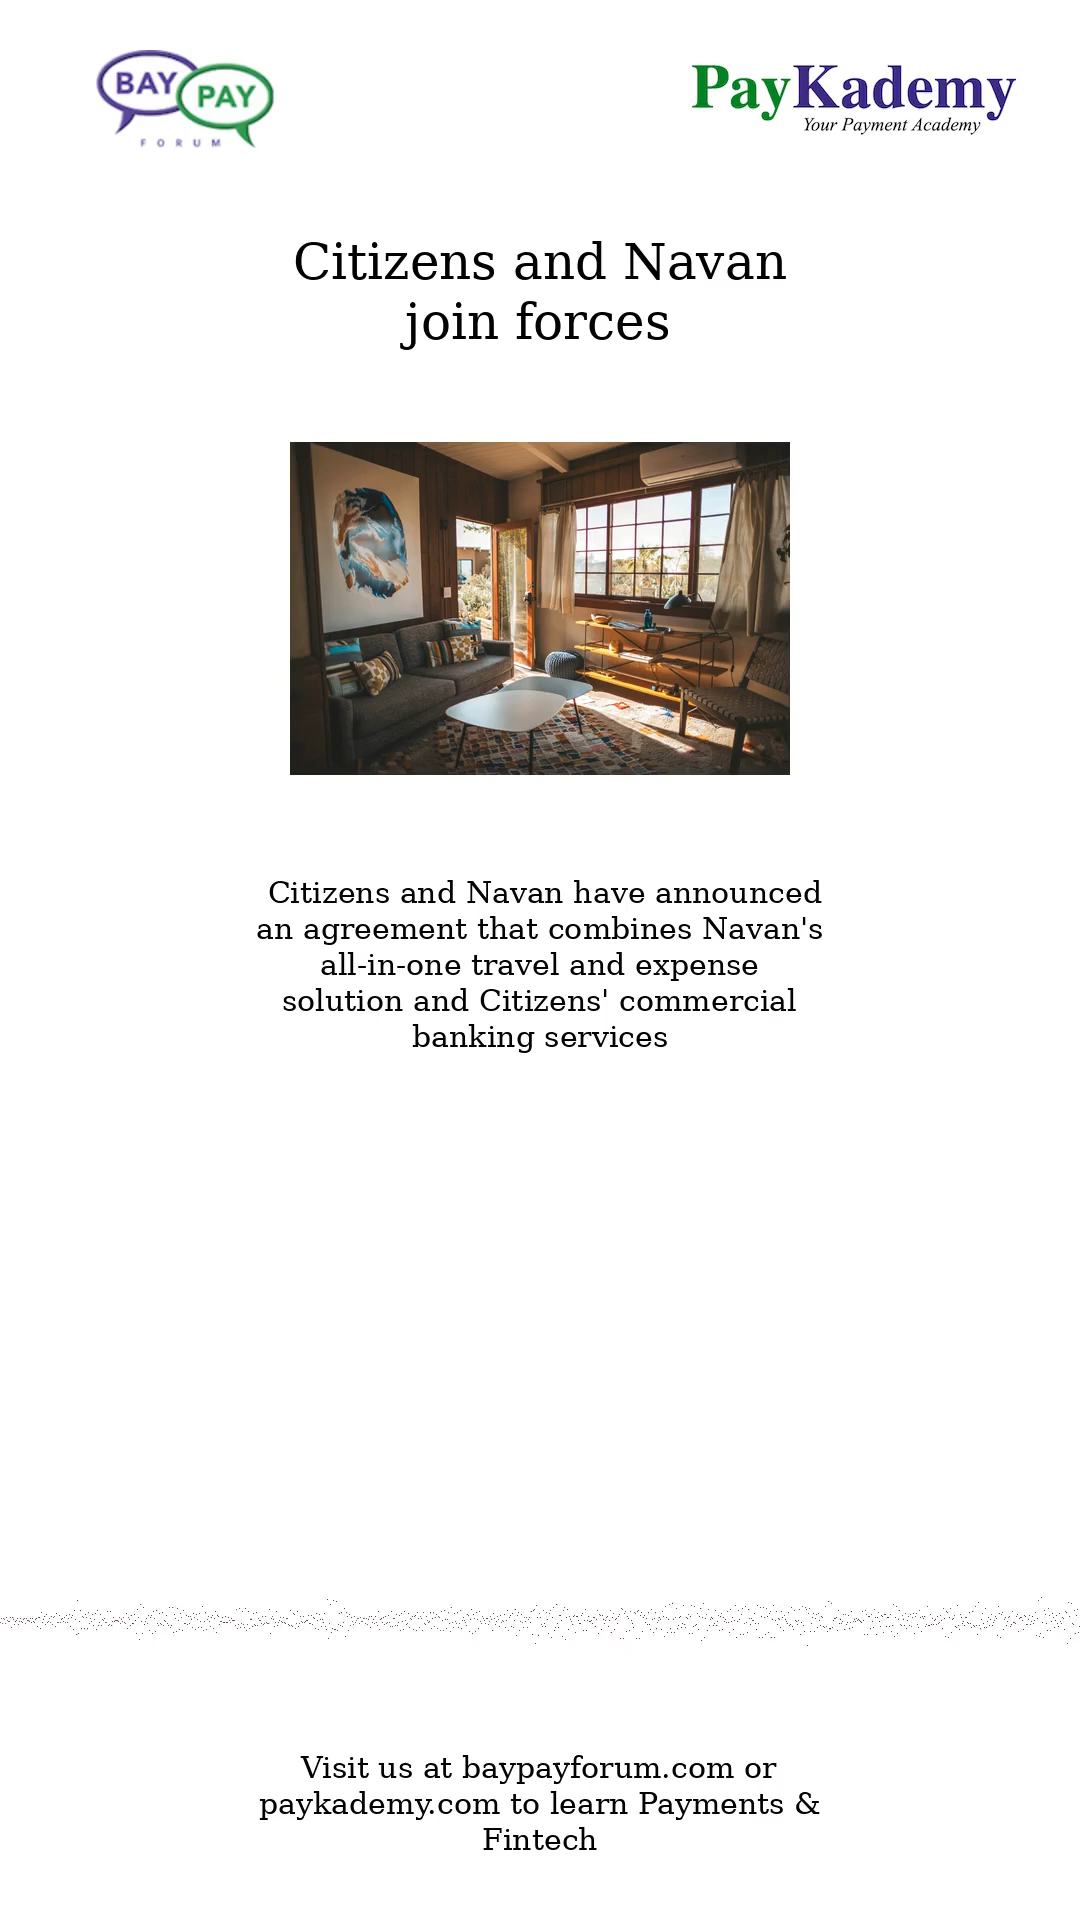 BAY PAY
FORUM
PayKademy
Your Payment Academy
Citizens and Navan
join forces
Citizens and Navan have announced
an agreement that combines Navan's
all-in-one travel and expense
solution and Citizens' commercial
banking services
Visit us at baypayforum.com or
paykademy.com to learn Payments &
Fintech